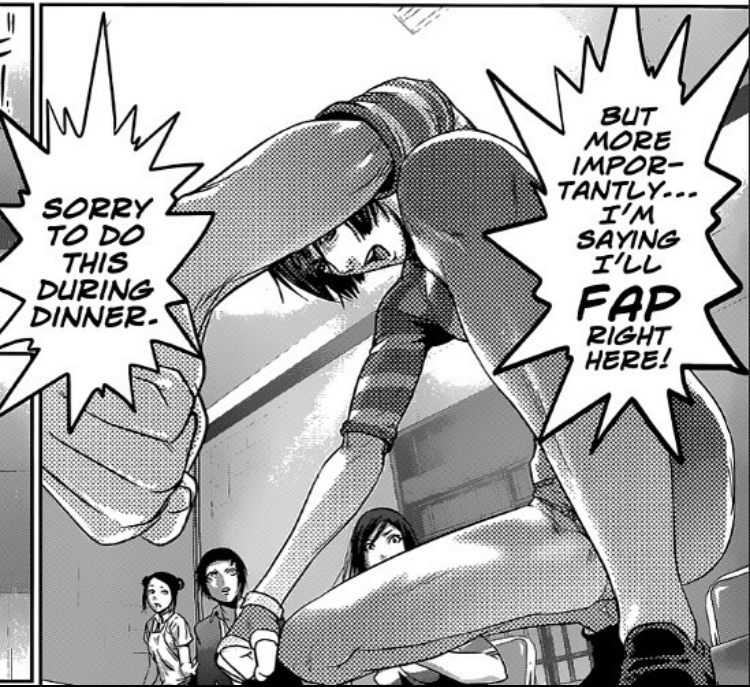 SORRY
TO DO
THIS
DURING
DINNER.
BUT
MORE
IMPOR-
TANTLY...
I'M
SAYING
I'LL
FAP
RIGHT
HERE!